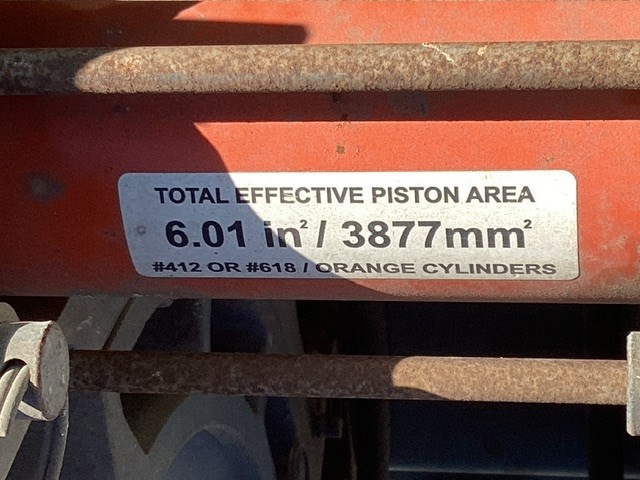 TOTAL EFFECTIVE PISTON AREA
6.01 in² / 3877mm²
#412 OR #618 / ORANGE CYLINDERS